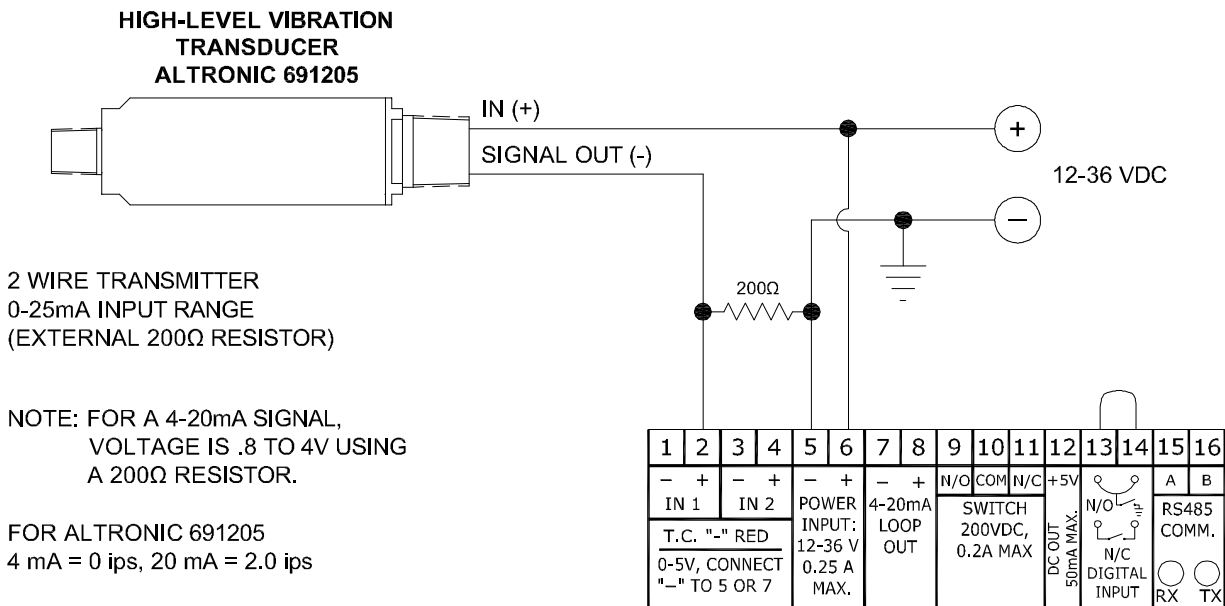 HIGH-LEVEL VIBRATION
TRANSDUCER
ALTRONIC 691205
IN (+)
SIGNAL OUT (-)
+
12-36 VDC
−
200Ω
2 WIRE TRANSMITTER
0-25mA INPUT RANGE
(EXTERNAL 200Ω RESISTOR)
NOTE: FOR A 4-20mA SIGNAL,
VOLTAGE IS .8 TO 4V USING
A 200Ω RESISTOR.
FOR ALTRONIC 691205
4 mA = 0 ips, 20 mA = 2.0 ips
1 2 3 4 5 6 7 8 9 10 11 12 13 14 15 16
− + − + − + − + N/O COM N/C +5V A B
IN 1 IN 2
T.C. "-" RED
0-5V, CONNECT
"−" TO 5 OR 7
POWER
INPUT:
12-36 V
0.25 A
MAX.
4-20mA
LOOP
OUT
SWITCH
200VDC,
0.2A MAX
DC OUT
50mA MAX.
N/O
N/C
DIGITAL
INPUT
RS485
COMM.
RX TX